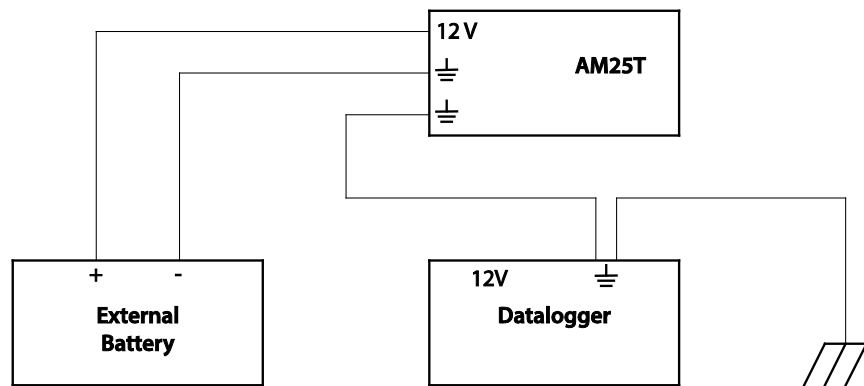 12 V
AM25T
+ -
External
Battery
12V
Datalogger